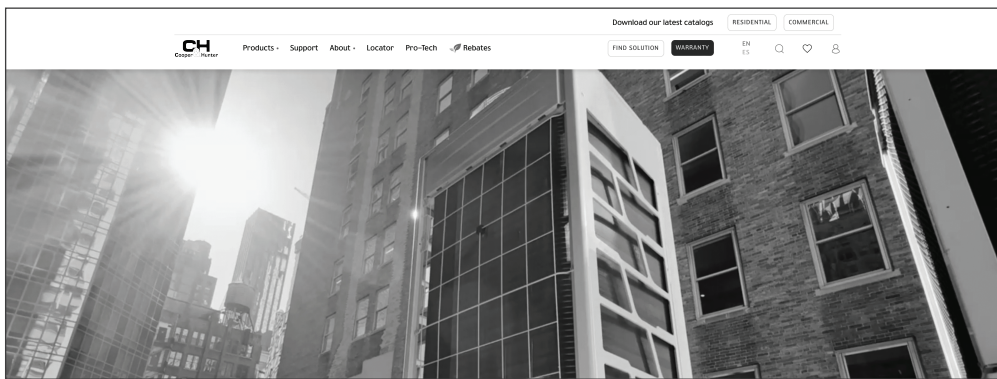 Download our latest catalogs RESIDENTIAL COMMERCIAL
CH
Cooper Hunter
Products Support About Locator Pro-Tech Rebates FIND SOLUTION WARRANTY EN
ES